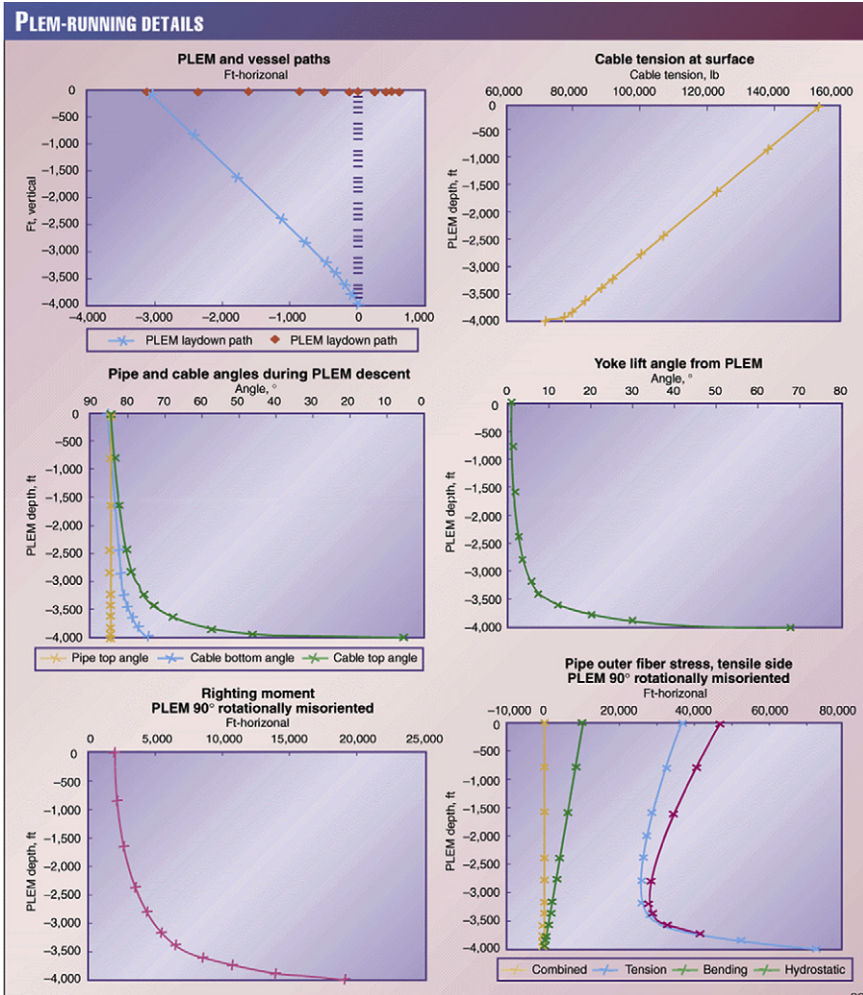 PLEM-RUNNING DETAILS
PLEM and vessel paths
Ft-horizonal
0
–500
–1,000
–1,500
–2,000
–2,500
–3,000
–3,500
–4,000
Ft, vertical
–4,000 –3,000 –2,000 –1,000 0 1,000
PLEM laydown path PLEM laydown path
Cable tension at surface
Cable tension, lb
60,000 80,000 100,000 120,000 140,000 160,000
0
–500
–1,000
–1,500
–2,000
–2,500
–3,000
–3,500
–4,000
PLEM depth, ft
Pipe and cable angles during PLEM descent
Angle, °
90 80 70 60 50 40 30 20 10 0
0
–500
–1,000
–1,500
–2,000
–2,500
–3,000
–3,500
–4,000
PLEM depth, ft
Pipe top angle Cable bottom angle Cable top angle
Yoke lift angle from PLEM
Angle, °
0 10 20 30 40 50 60 70 80
0
–500
–1,000
–1,500
–2,000
–2,500
–3,000
–3,500
–4,000
PLEM depth, ft
Righting moment
PLEM 90° rotationally misoriented
Ft-horizonal
0 5,000 10,000 15,000 20,000 25,000
0
–500
–1,000
–1,500
–2,000
–2,500
–3,000
–3,500
–4,000
PLEM depth, ft
Pipe outer fiber stress, tensile side
PLEM 90° rotationally misoriented
Ft-horizonal
–10,000 0 20,000 40,000 60,000 80,000
0
–500
–1,000
–1,500
–2,000
–2,500
–3,000
–3,500
–4,000
PLEM depth, ft
Combined Tension Bending Hydrostatic